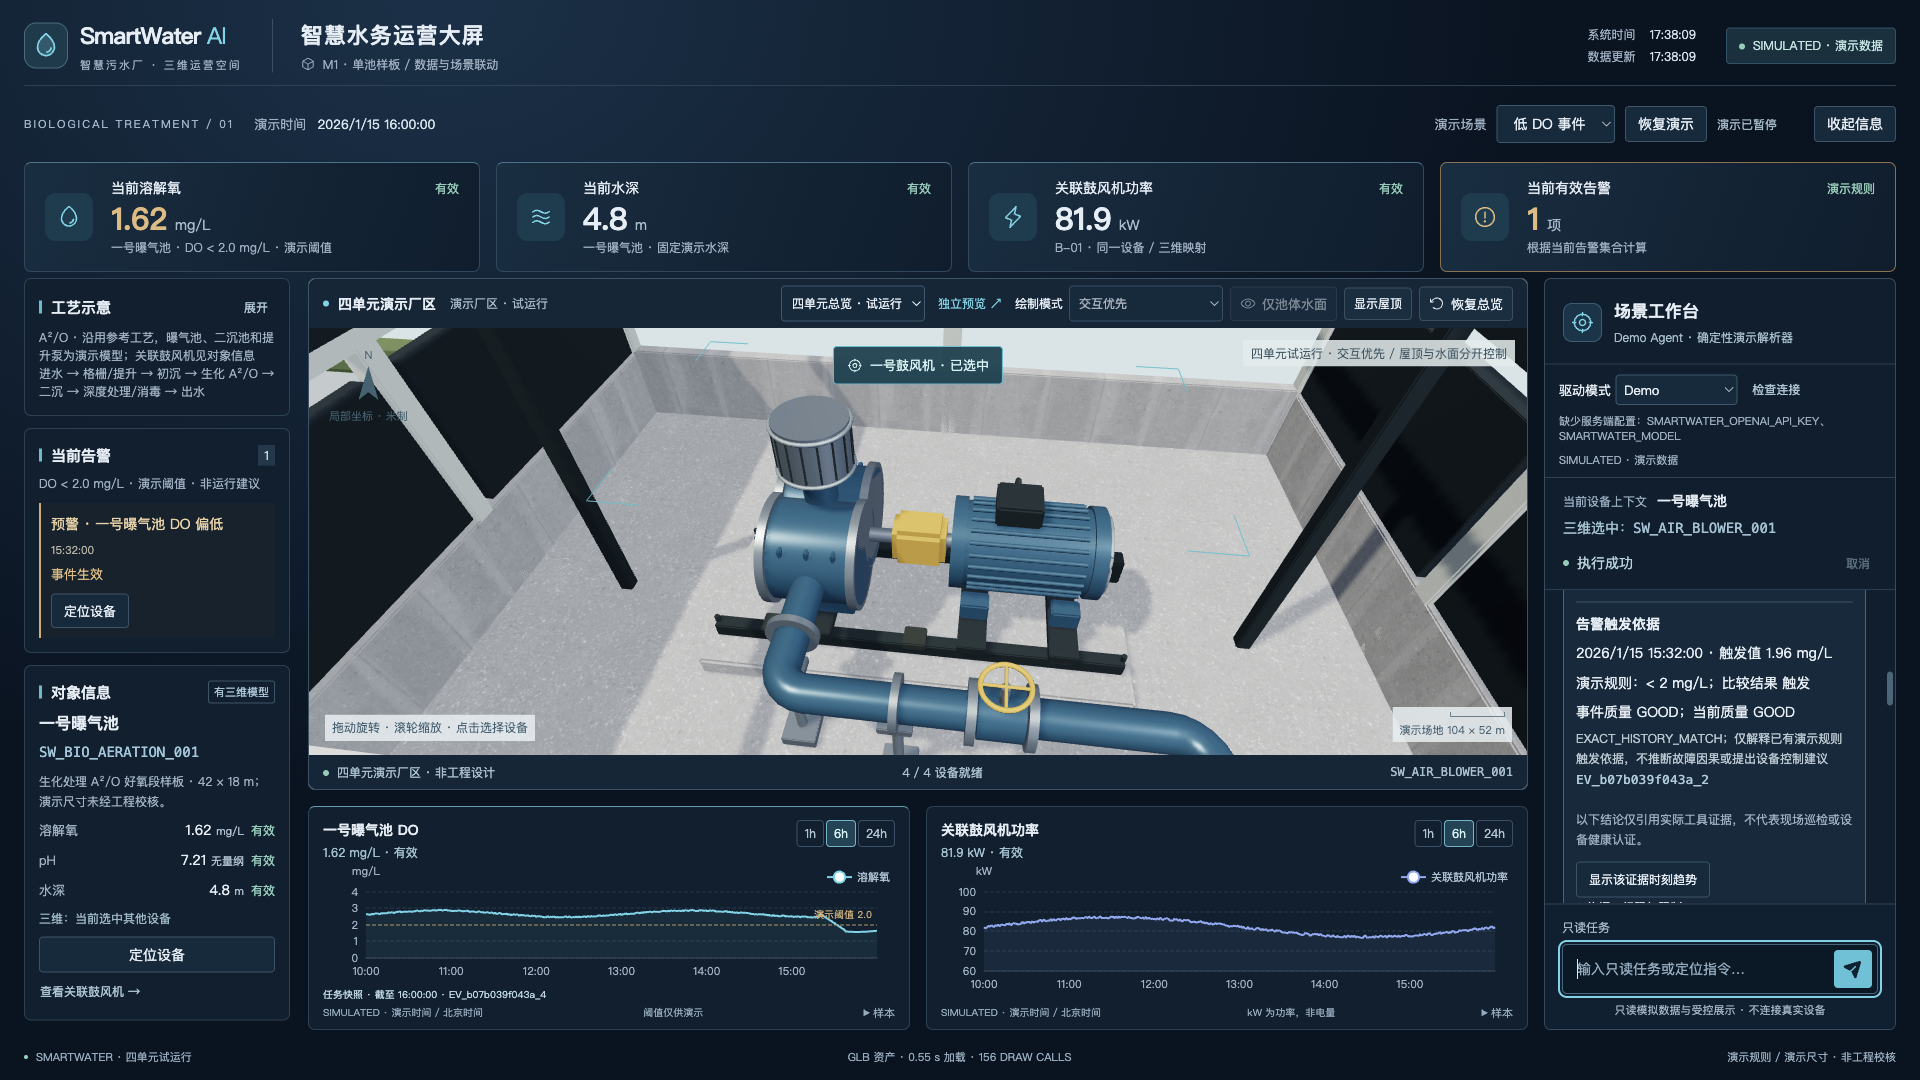 SmartWater AI
智慧污水厂 · 三维运营空间
智慧水务运营大屏
M1 · 单池样板 / 数据与场景联动
系统时间 17:38:09
数据更新 17:38:09
SIMULATED · 演示数据
BIOLOGICAL TREATMENT / 01
演示时间 2026/1/15 16:00:00
演示场景
低 DO 事件
恢复演示
演示已暂停
收起信息
当前溶解氧
有效
1.62 mg/L
一号曝气池 · DO < 2.0 mg/L · 演示阈值
当前水深
有效
4.8 m
一号曝气池 · 固定演示水深
关联鼓风机功率
有效
81.9 kW
B-01 · 同一设备 / 三维映射
当前有效告警
演示规则
1 项
根据当前告警集合计算
工艺示意
展开
A²/O · 沿用参考工艺，曝气池、二沉池和提
升泵为演示模型；关联鼓风机见对象信息
进水 → 格栅/提升 → 初沉 → 生化 A²/O →
二沉 → 深度处理/消毒 → 出水
当前告警
1
DO < 2.0 mg/L · 演示阈值 · 非运行建议
预警 · 一号曝气池 DO 偏低
15:32:00
事件生效
定位设备
对象信息
有三维模型
一号曝气池
SW_BIO_AERATION_001
生化处理 A²/O 好氧段样板 · 42 × 18 m；
演示尺寸未经工程校核。
溶解氧 1.62 mg/L 有效
pH 7.21 无量纲 有效
水深 4.8 m 有效
三维：当前选中其他设备
定位设备
查看关联鼓风机 →
四单元演示厂区
演示厂区 · 试运行
四单元总览 · 试运行
独立预览 ↗
绘制模式
交互优先
仅池体水面
显示屋顶
恢复总览
N
局部坐标 · 米制
一号鼓风机 · 已选中
四单元试运行 · 交互优先 / 屋顶与水面分开控制
拖动旋转 · 滚轮缩放 · 点击选择设备
演示场地 104 × 52 m
四单元演示厂区 · 非工程设计
4 / 4 设备就绪
SW_AIR_BLOWER_001
一号曝气池 DO
1h
6h
24h
1.62 mg/L · 有效
mg/L
溶解氧
4
3
2
1
0
演示阈值 2.0
10:00
11:00
12:00
13:00
14:00
15:00
任务快照 · 截至 16:00:00 · EV_b07b039f043a_4
SIMULATED · 演示时间 / 北京时间
阈值仅供演示
▶ 样本
关联鼓风机功率
1h
6h
24h
81.9 kW · 有效
kW
关联鼓风机功率
100
90
80
70
60
10:00
11:00
12:00
13:00
14:00
15:00
SIMULATED · 演示时间 / 北京时间
kW 为功率，非电量
▶ 样本
场景工作台
Demo Agent · 确定性演示解析器
驱动模式
Demo
检查连接
缺少服务端配置：SMARTWATER_OPENAI_API_KEY、
SMARTWATER_MODEL
SIMULATED · 演示数据
当前设备上下文 一号曝气池
三维选中：SW_AIR_BLOWER_001
执行成功
取消
告警触发依据
2026/1/15 15:32:00 · 触发值 1.96 mg/L
演示规则：< 2 mg/L；比较结果 触发
事件质量 GOOD；当前质量 GOOD
EXACT_HISTORY_MATCH；仅解释已有演示规则
触发依据，不推断故障因果或提出设备控制建议
EV_b07b039f043a_2
以下结论仅引用实际工具证据，不代表现场巡检或设
备健康认证。
显示该证据时刻趋势
只读任务
输入只读任务或定位指令...
只读模拟数据与受控展示 · 不连接真实设备
SMARTWATER · 四单元试运行
GLB 资产 · 0.55 s 加载 · 156 DRAW CALLS
演示规则 / 演示尺寸 · 非工程校核